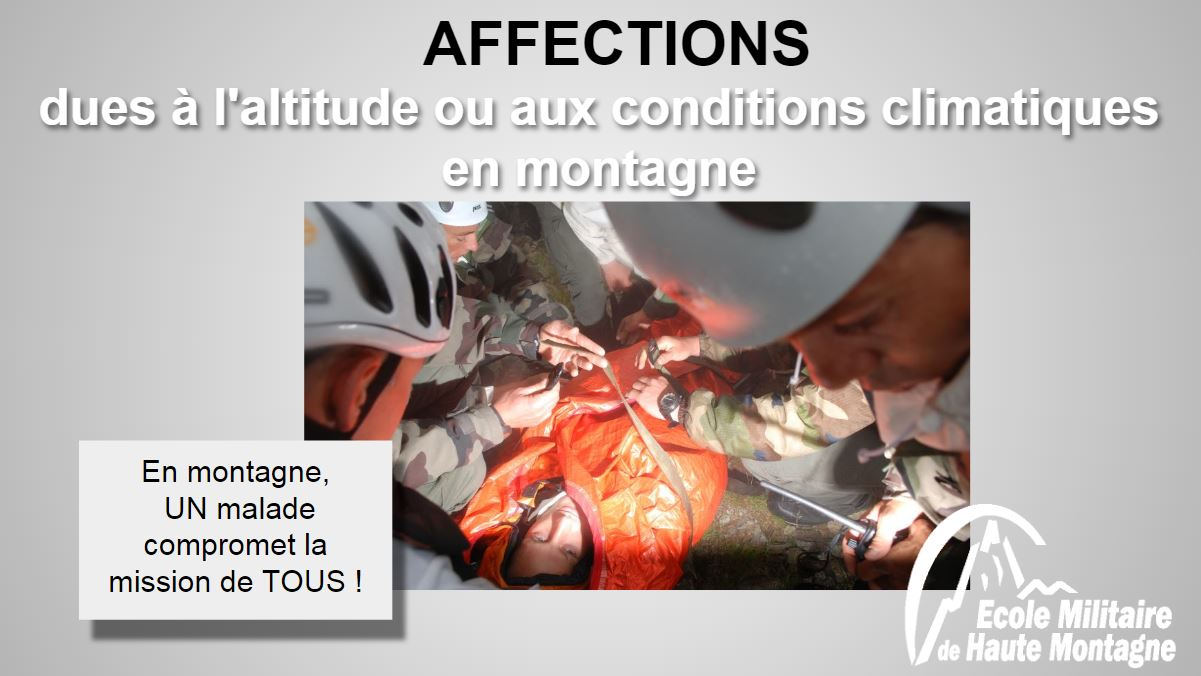 AFFECTIONS
dues à l'altitude ou aux conditions climatiques
en montagne
En montagne,
UN malade
compromet la
mission de TOUS !
Ecole Militaire
de Haute Montagne